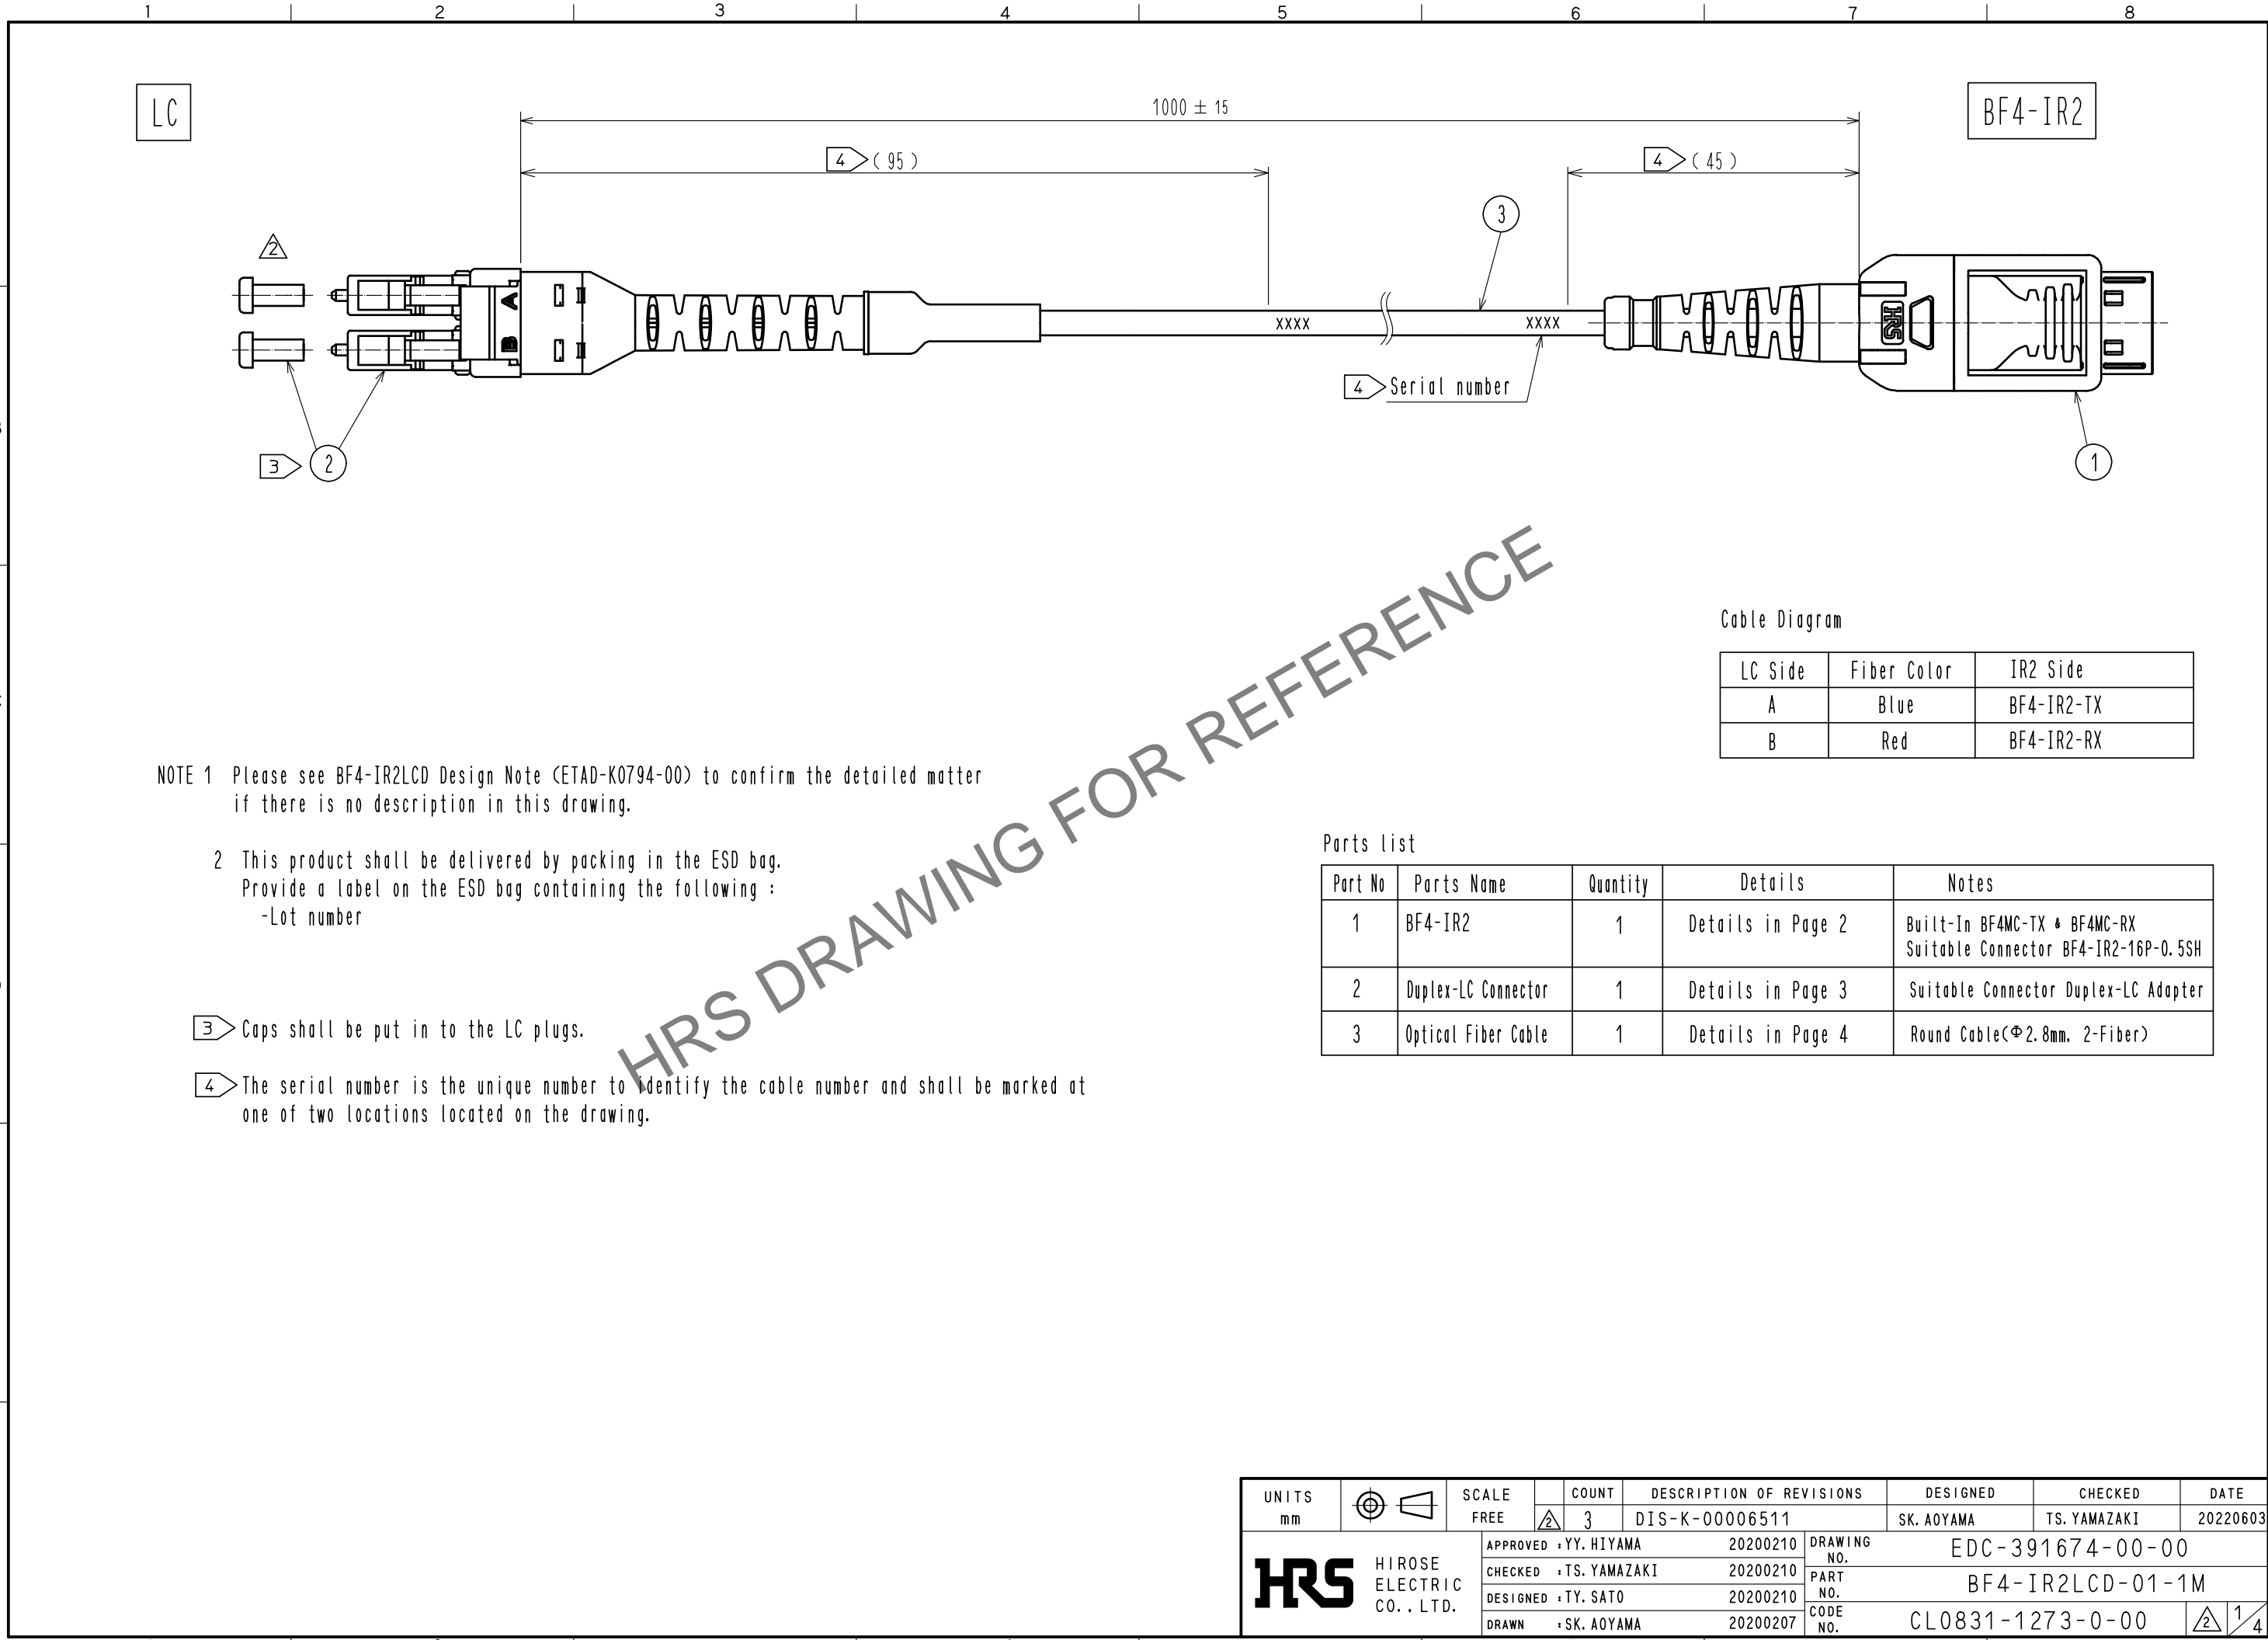 1 2 3 4 5 6 7 8
LC
1000 ± 15
BF4-IR2
4 ( 95 )
4 ( 45 )
3
2
A
B
XXXX
XXXX
HRS
4 Serial number
3 2
1
HRS DRAWING FOR REFERENCE
Cable Diagram
LC Side Fiber Color IR2 Side
A Blue BF4-IR2-TX
B Red BF4-IR2-RX
NOTE 1 Please see BF4-IR2LCD Design Note (ETAD-K0794-00) to confirm the detailed matter
if there is no description in this drawing.
2 This product shall be delivered by packing in the ESD bag.
Provide a label on the ESD bag containing the following :
-Lot number
3 Caps shall be put in to the LC plugs.
4 The serial number is the unique number to identify the cable number and shall be marked at
one of two locations located on the drawing.
Parts list
Part No Parts Name Quantity Details Notes
1 BF4-IR2 1 Details in Page 2 Built-In BF4MC-TX & BF4MC-RX
Suitable Connector BF4-IR2-16P-0.5SH
2 Duplex-LC Connector 1 Details in Page 3 Suitable Connector Duplex-LC Adapter
3 Optical Fiber Cable 1 Details in Page 4 Round Cable(Φ2.8mm. 2-Fiber)
UNITS
mm
SCALE
FREE
COUNT DESCRIPTION OF REVISIONS DESIGNED CHECKED DATE
2 3 DIS-K-00006511 SK. AOYAMA TS. YAMAZAKI 20220603
HRS
HIROSE
ELECTRIC
CO., LTD.
APPROVED : YY. HIYAMA 20200210
CHECKED : TS. YAMAZAKI 20200210
DESIGNED : TY. SATO 20200210
DRAWN : SK. AOYAMA 20200207
DRAWING NO. EDC-391674-00-00
PART NO. BF4-IR2LCD-01-1M
CODE NO. CL0831-1273-0-00 2 1/4